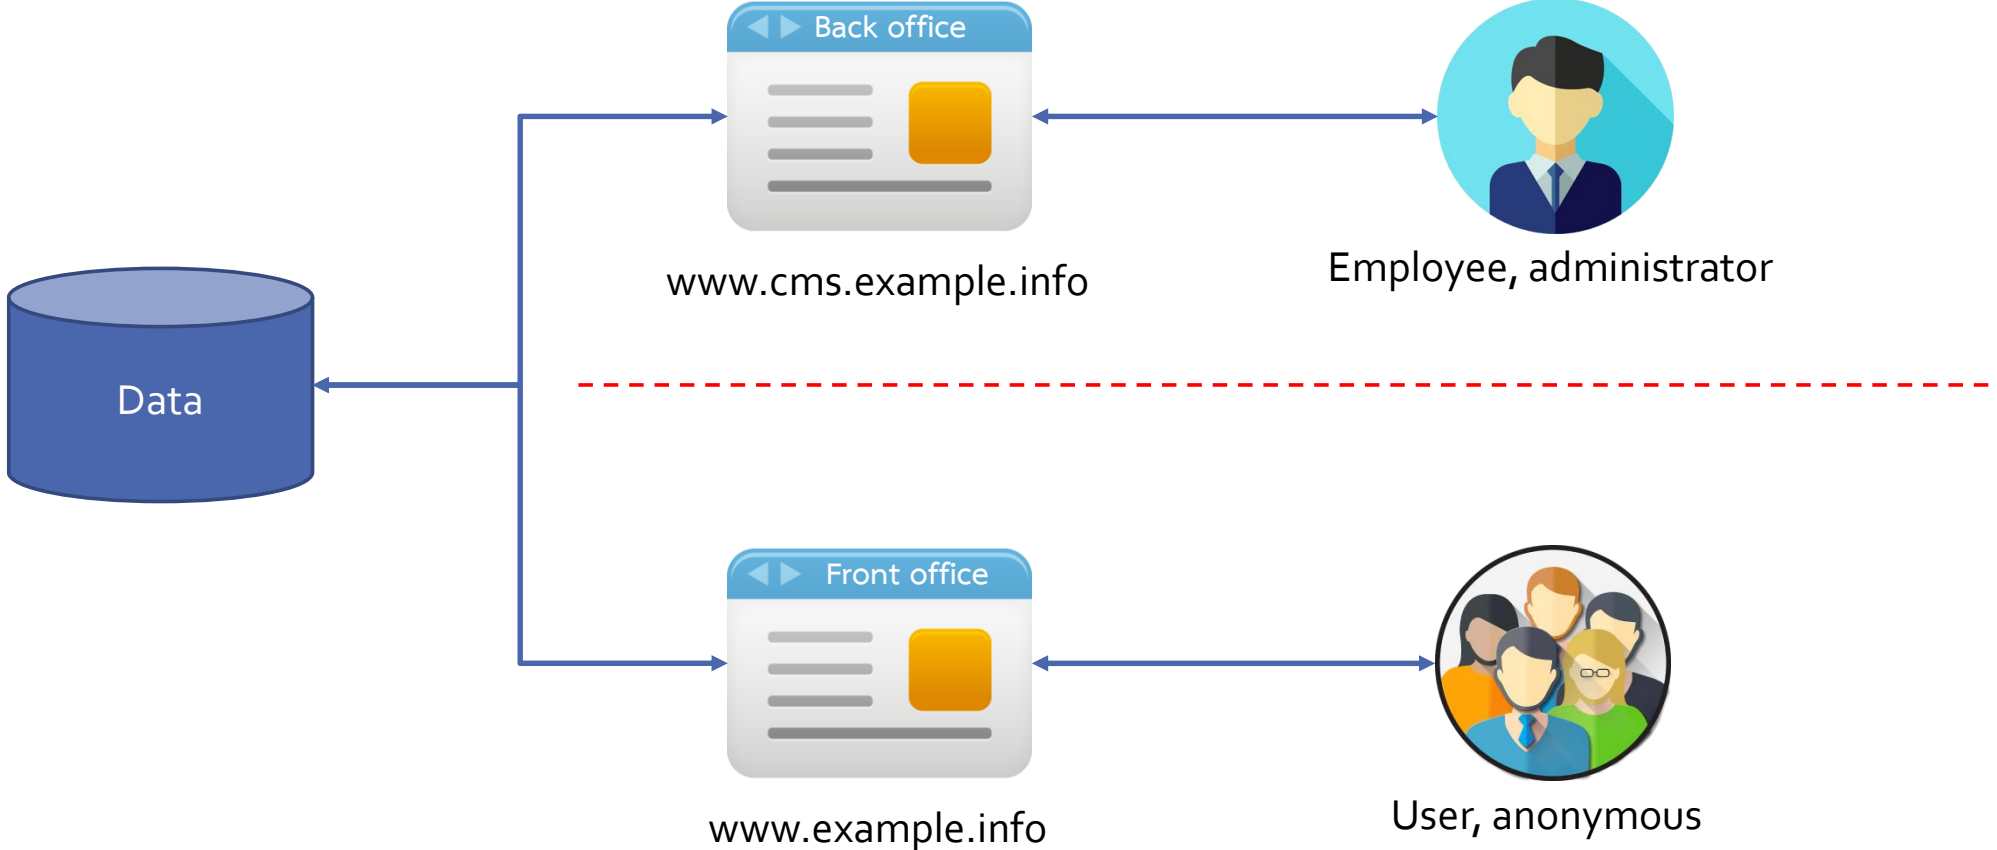 Back office
www.cms.example.info
Employee, administrator
Data
Front office
www.example.info
User, anonymous